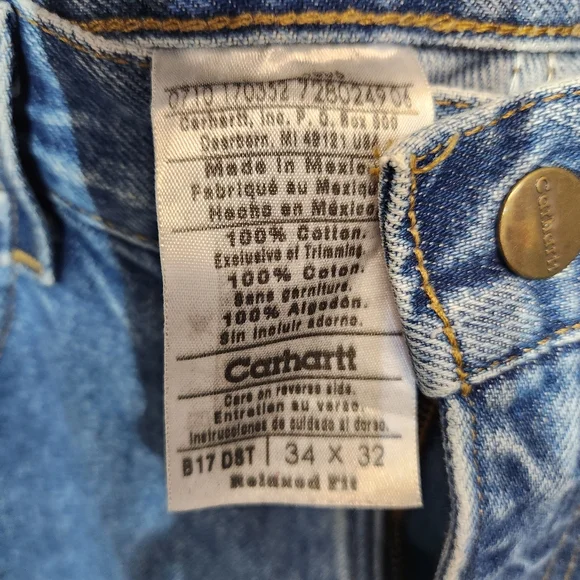 0710 170352 7280249 06
Carhartt, Inc. P.O. Box 600
Dearborn, MI 48121 USA
Made in Mexico
Fabriqué au Mexique
Hecho en México
100% Cotton.
Exclusive of Trimming.
100% Coton.
Sans garniture.
100% Algodón.
Sin incluir adorno.
Carhartt
Care on reverse side.
Entretien au verso.
Instrucciones de cuidado al dorso.
B17 DST 34 X 32
Relaxed Fit
Carhartt